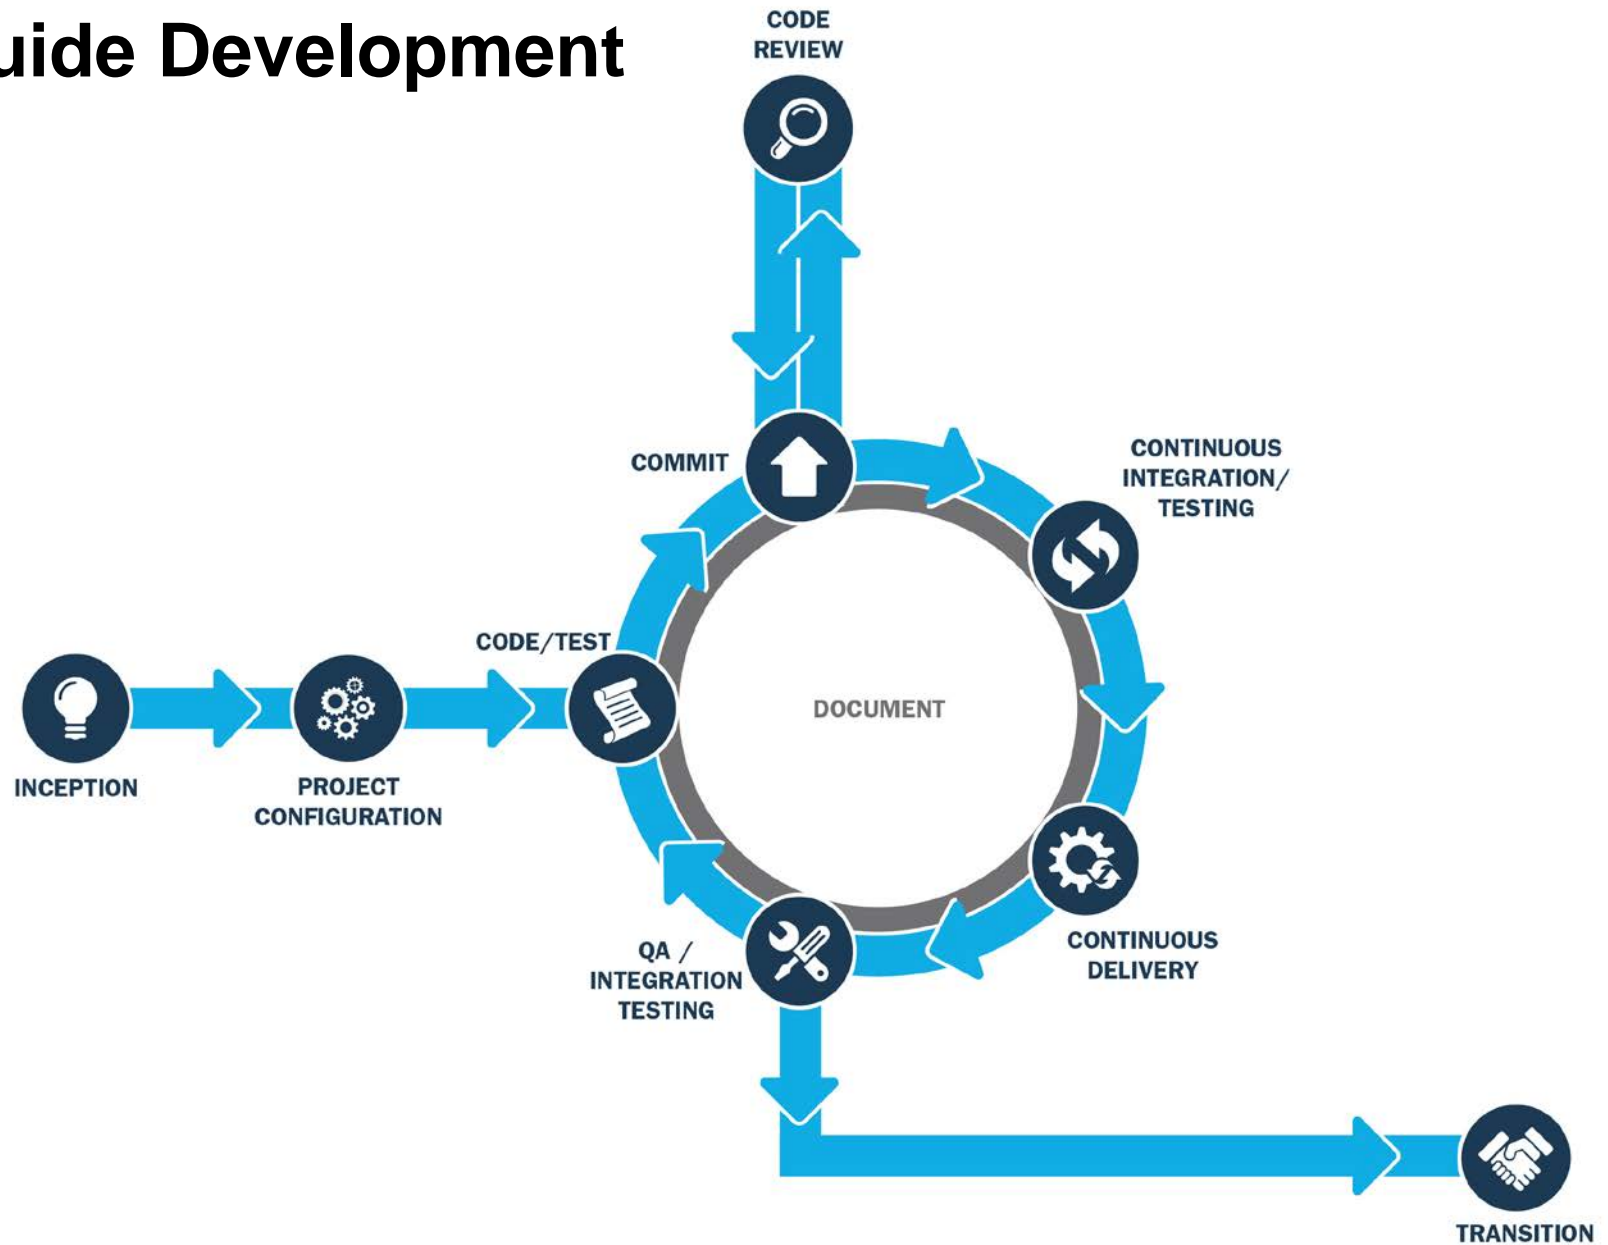 uide Development
CODE
REVIEW
COMMIT
CONTINUOUS
INTEGRATION/
TESTING
CODE/TEST
DOCUMENT
INCEPTION
PROJECT
CONFIGURATION
QA /
INTEGRATION
TESTING
CONTINUOUS
DELIVERY
TRANSITION